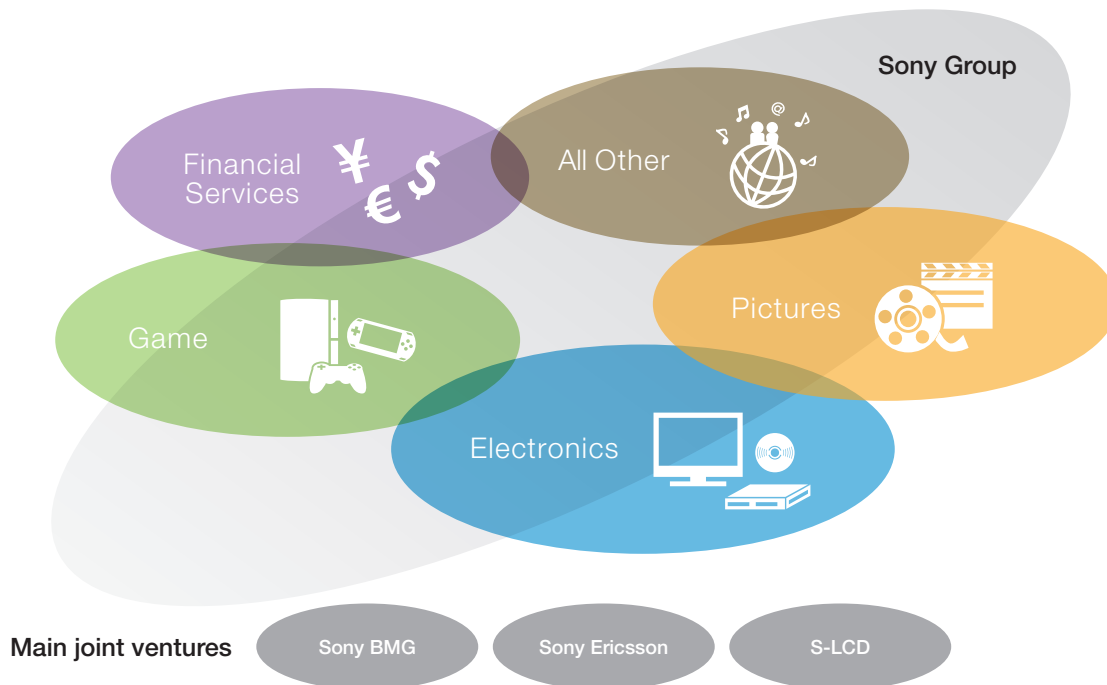 Sony Group
Financial
Services
¥ € $
All Other
@
Game
Pictures
Electronics
Main joint ventures
Sony BMG
Sony Ericsson
S-LCD